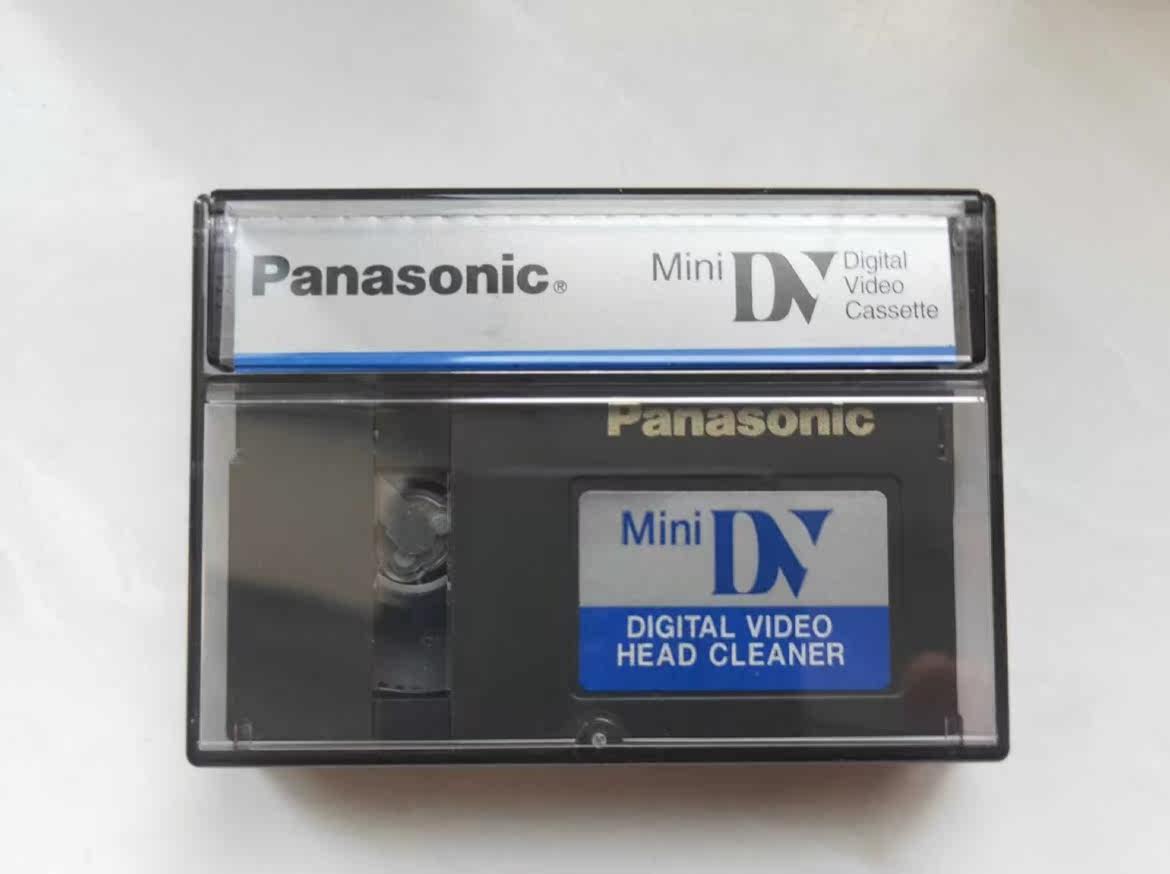 Panasonic®
Mini DV Digital Video Cassette
Panasonic
Mini DV
DIGITAL VIDEO
HEAD CLEANER